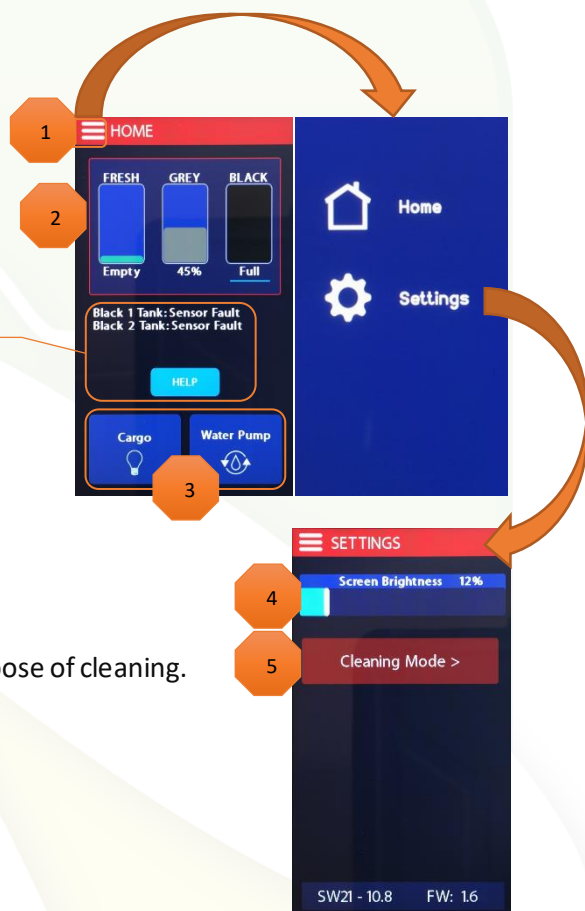 1
HOME
2
FRESH GREY BLACK
Empty 45% Full
Black 1 Tank: Sensor Fault
Black 2 Tank: Sensor Fault
HELP
Cargo Water Pump
3
Home
Settings
SETTINGS
4
Screen Brightness 12%
5
Cleaning Mode >
pose of cleaning.
SW21 - 10.8 FW: 1.6